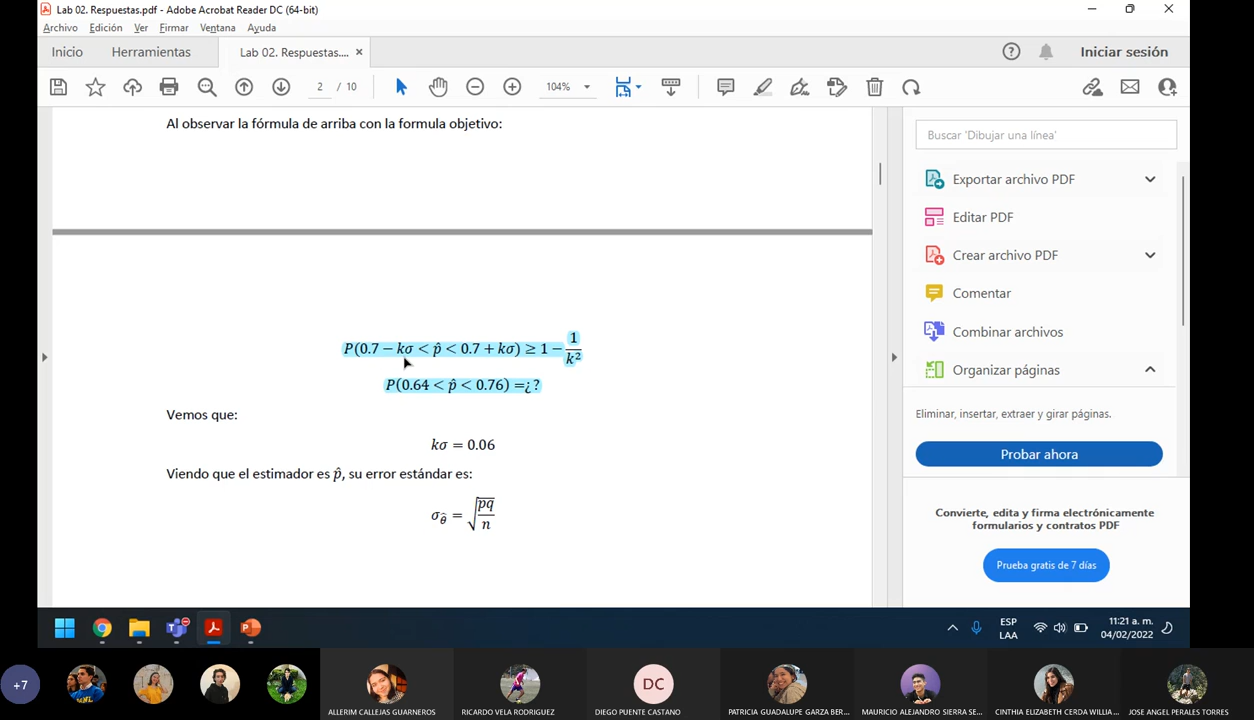 Lab 02. Respuestas.pdf - Adobe Acrobat Reader DC (64-bit)
Archivo Edición Ver Firmar Ventana Ayuda
Inicio Herramientas Lab 02. Respuestas.... × Iniciar sesión
2 / 10 104%
Al observar la fórmula de arriba con la formula objetivo:
P(0.7 − kσ < p̂ < 0.7 + kσ) ≥ 1 − 1/k²
P(0.64 < p̂ < 0.76) =¿ ?
Vemos que:
kσ = 0.06
Viendo que el estimador es p̂, su error estándar es:
σ_θ̂ = √(pq/n)
Buscar 'Dibujar una línea'
Exportar archivo PDF
Editar PDF
Crear archivo PDF
Comentar
Combinar archivos
Organizar páginas
Eliminar, insertar, extraer y girar páginas.
Probar ahora
Convierte, edita y firma electrónicamente
formularios y contratos PDF
Prueba gratis de 7 días
ESP
LAA
11:21 a. m.
04/02/2022
+7
DC
ALLERIM CALLEJAS GUARNEROS
RICARDO VELA RODRIGUEZ
DIEGO PUENTE CASTANO
PATRICIA GUADALUPE GARZA BER...
MAURICIO ALEJANDRO SIERRA SE...
CINTHIA ELIZABETH CERDA WILLIA...
JOSE ANGEL PERALES TORRES